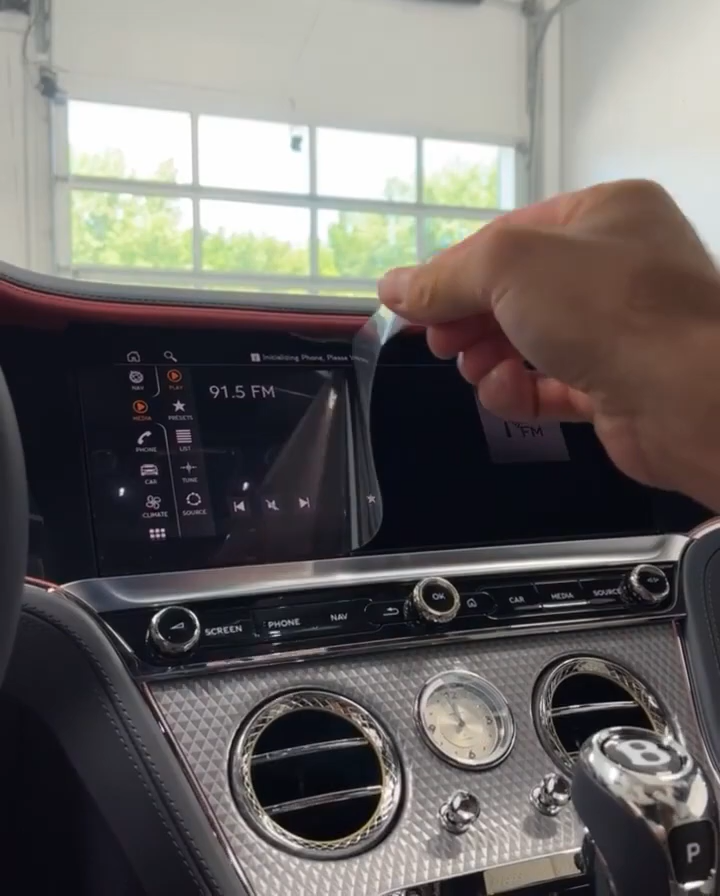 Initializing Phone, Please
NAV
PLAY
91.5 FM
MEDIA
PRESETS
PHONE
LIST
CAR
TUNE
CLIMATE
SOURCE
FM
SCREEN
PHONE
NAV
OK
CAR
MEDIA
SOURCE
6
B
P